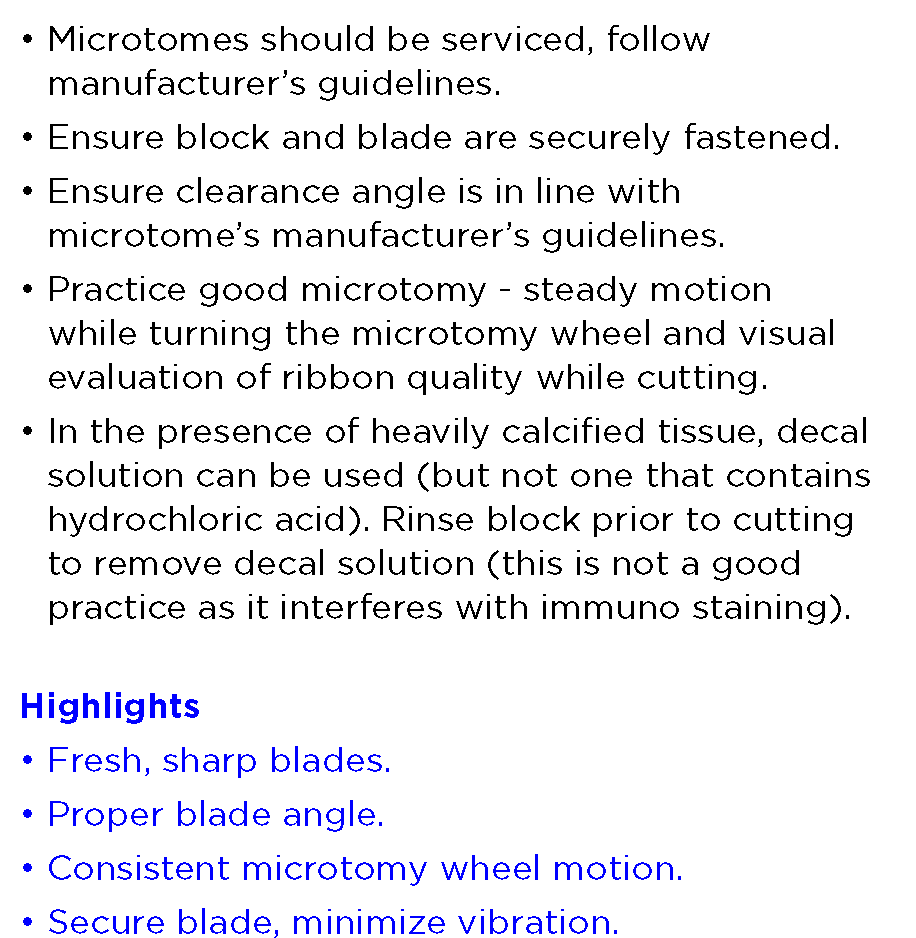 • Microtomes should be serviced, follow
manufacturer’s guidelines.
• Ensure block and blade are securely fastened.
• Ensure clearance angle is in line with
microtome’s manufacturer’s guidelines.
• Practice good microtomy - steady motion
while turning the microtomy wheel and visual
evaluation of ribbon quality while cutting.
• In the presence of heavily calcified tissue, decal
solution can be used (but not one that contains
hydrochloric acid). Rinse block prior to cutting
to remove decal solution (this is not a good
practice as it interferes with immuno staining).
Highlights
• Fresh, sharp blades.
• Proper blade angle.
• Consistent microtomy wheel motion.
• Secure blade, minimize vibration.